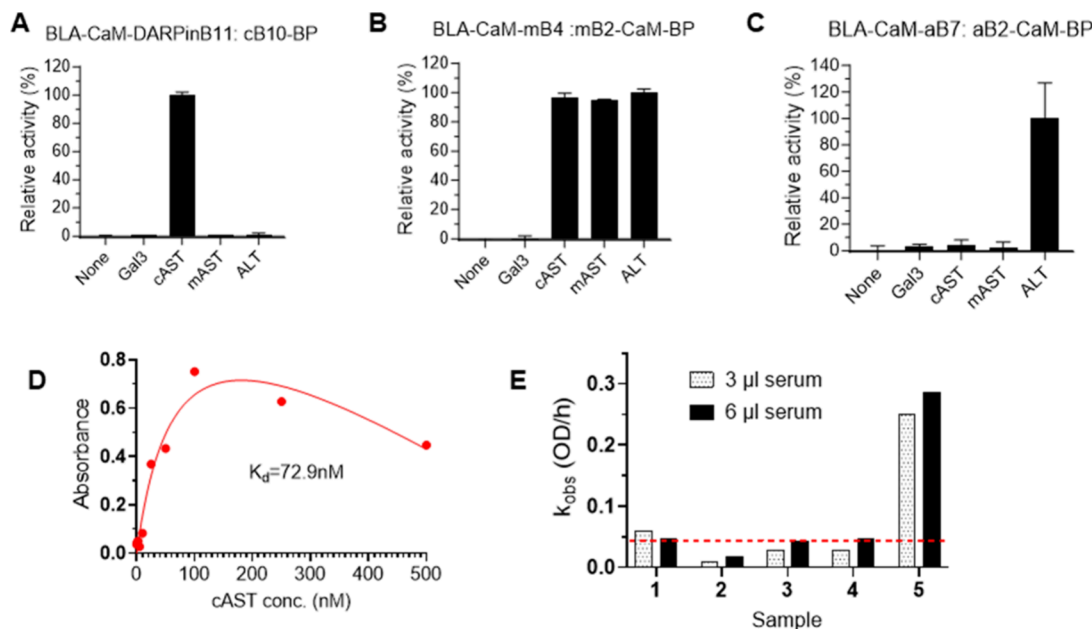 A
BLA-CaM-DARPinB11: cB10-BP
Relative activity (%)
120
100
80
60
40
20
0
None
Gal3
cAST
mAST
ALT
B
BLA-CaM-mB4 :mB2-CaM-BP
Relative activity (%)
120
100
80
60
40
20
0
None
Gal3
cAST
mAST
ALT
C
BLA-CaM-aB7: aB2-CaM-BP
Relative activity (%)
140
120
100
80
60
40
20
0
None
Gal3
cAST
mAST
ALT
D
Absorbance
0.8
0.6
0.4
0.2
0.0
Kd=72.9nM
0
100
200
300
400
500
cAST conc. (nM)
E
kobs (OD/h)
0.3
0.2
0.1
0.0
3 µl serum
6 µl serum
1
2
3
4
5
Sample